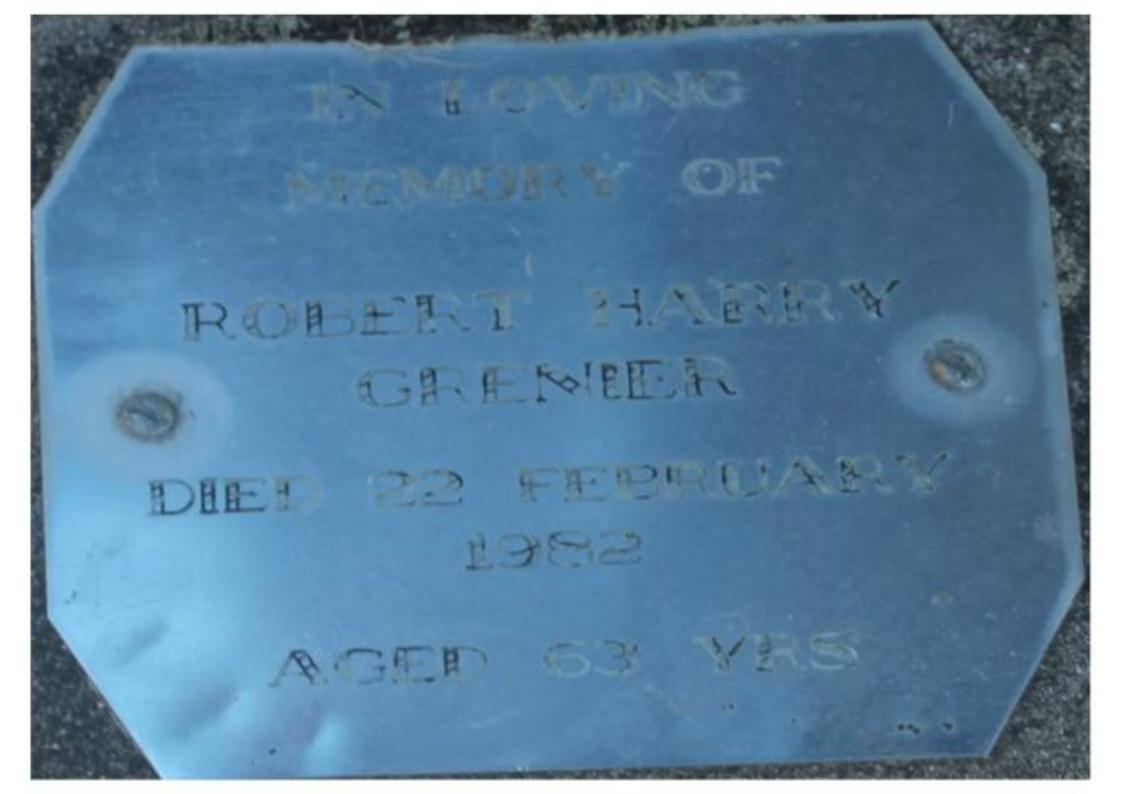 IN LOVING
MEMORY OF
ROBERT HARRY
GRENIER
DIED 22 FEBRUARY
1982
AGED 63 YRS